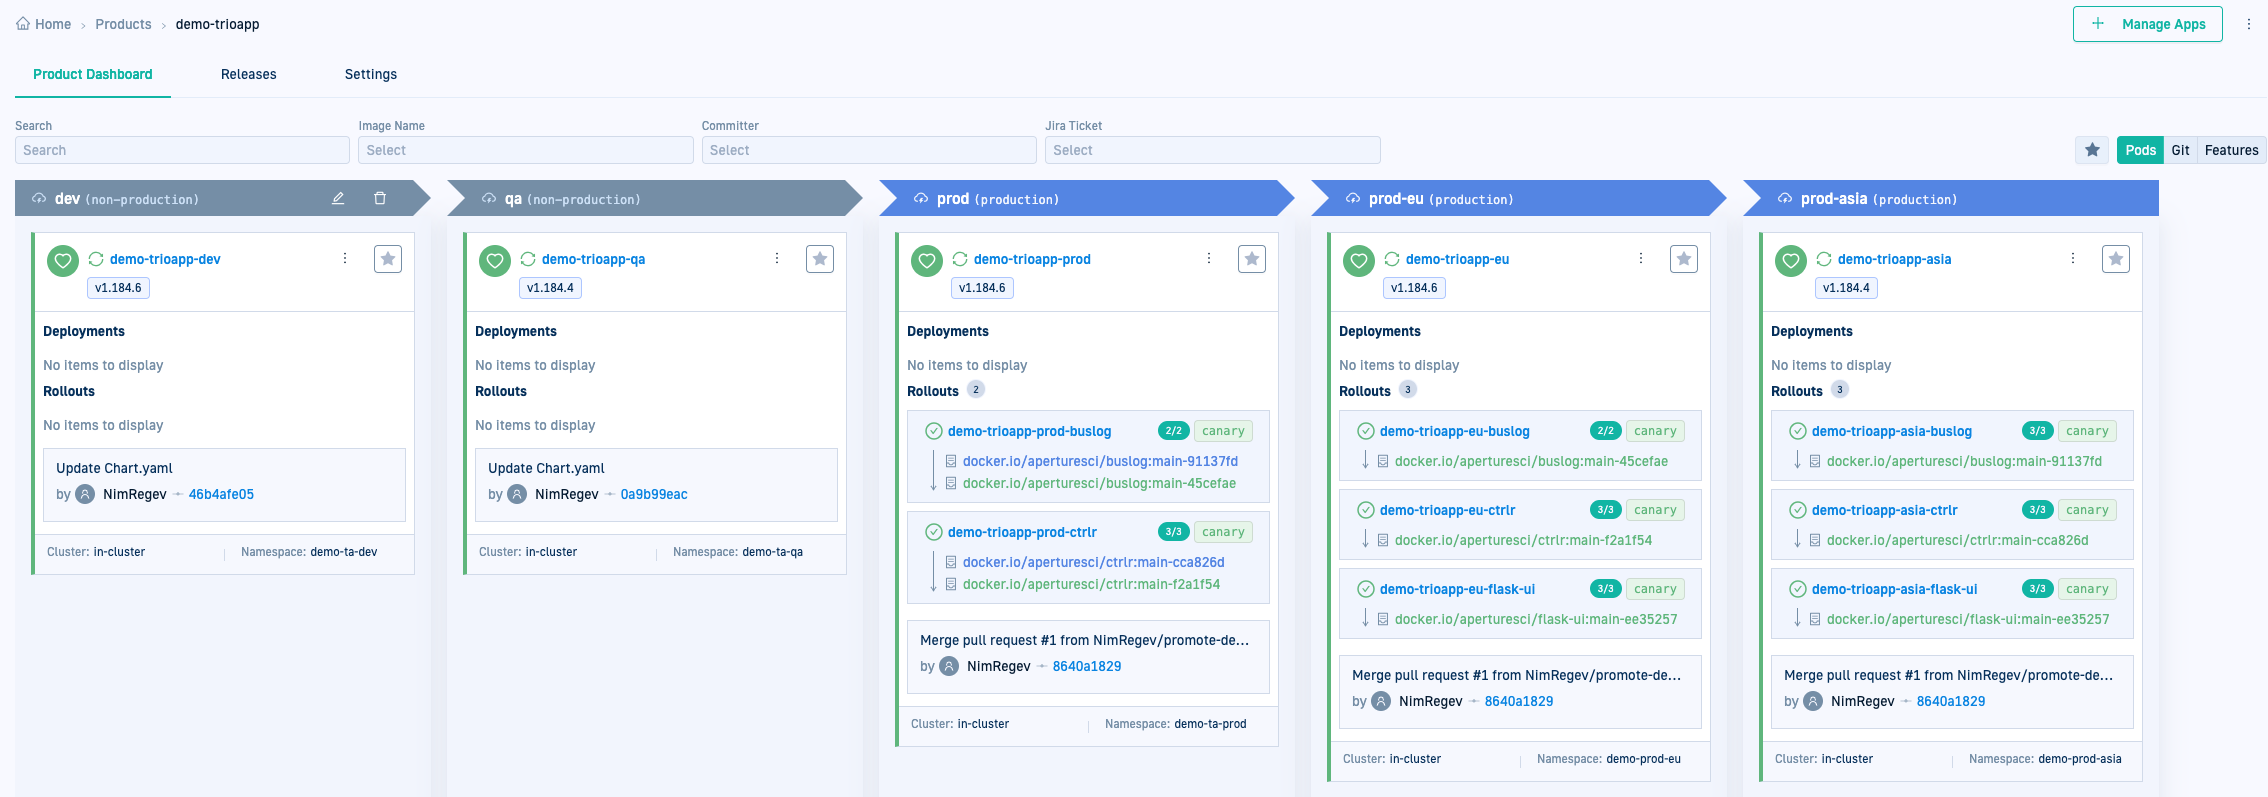 Home > Products > demo-trioapp
Manage Apps
Product Dashboard
Releases
Settings
Search
Image Name
Committer
Jira Ticket
Search
Select
Select
Select
Pods
Git
Features
dev (non-production)
demo-trioapp-dev
v1.184.6
Deployments
No items to display
Rollouts
No items to display
Update Chart.yaml
by NimRegev 46b4afe05
Cluster: in-cluster
Namespace: demo-ta-dev
qa (non-production)
demo-trioapp-qa
v1.184.4
Deployments
No items to display
Rollouts
No items to display
Update Chart.yaml
by NimRegev 0a9b99eac
Cluster: in-cluster
Namespace: demo-ta-qa
prod (production)
demo-trioapp-prod
v1.184.6
Deployments
No items to display
Rollouts 2
demo-trioapp-prod-buslog 2/2 canary
docker.io/aperturesci/buslog:main-91137fd
docker.io/aperturesci/buslog:main-45cefae
demo-trioapp-prod-ctrlr 3/3 canary
docker.io/aperturesci/ctrlr:main-cca826d
docker.io/aperturesci/ctrlr:main-f2a1f54
Merge pull request #1 from NimRegev/promote-de...
by NimRegev 8640a1829
Cluster: in-cluster
Namespace: demo-ta-prod
prod-eu (production)
demo-trioapp-eu
v1.184.6
Deployments
No items to display
Rollouts 3
demo-trioapp-eu-buslog 2/2 canary
docker.io/aperturesci/buslog:main-45cefae
demo-trioapp-eu-ctrlr 3/3 canary
docker.io/aperturesci/ctrlr:main-f2a1f54
demo-trioapp-eu-flask-ui 3/3 canary
docker.io/aperturesci/flask-ui:main-ee35257
Merge pull request #1 from NimRegev/promote-de...
by NimRegev 8640a1829
Cluster: in-cluster
Namespace: demo-prod-eu
prod-asia (production)
demo-trioapp-asia
v1.184.4
Deployments
No items to display
Rollouts 3
demo-trioapp-asia-buslog 3/3 canary
docker.io/aperturesci/buslog:main-91137fd
demo-trioapp-asia-ctrlr 3/3 canary
docker.io/aperturesci/ctrlr:main-cca826d
demo-trioapp-asia-flask-ui 3/3 canary
docker.io/aperturesci/flask-ui:main-ee35257
Merge pull request #1 from NimRegev/promote-de...
by NimRegev 8640a1829
Cluster: in-cluster
Namespace: demo-prod-asia